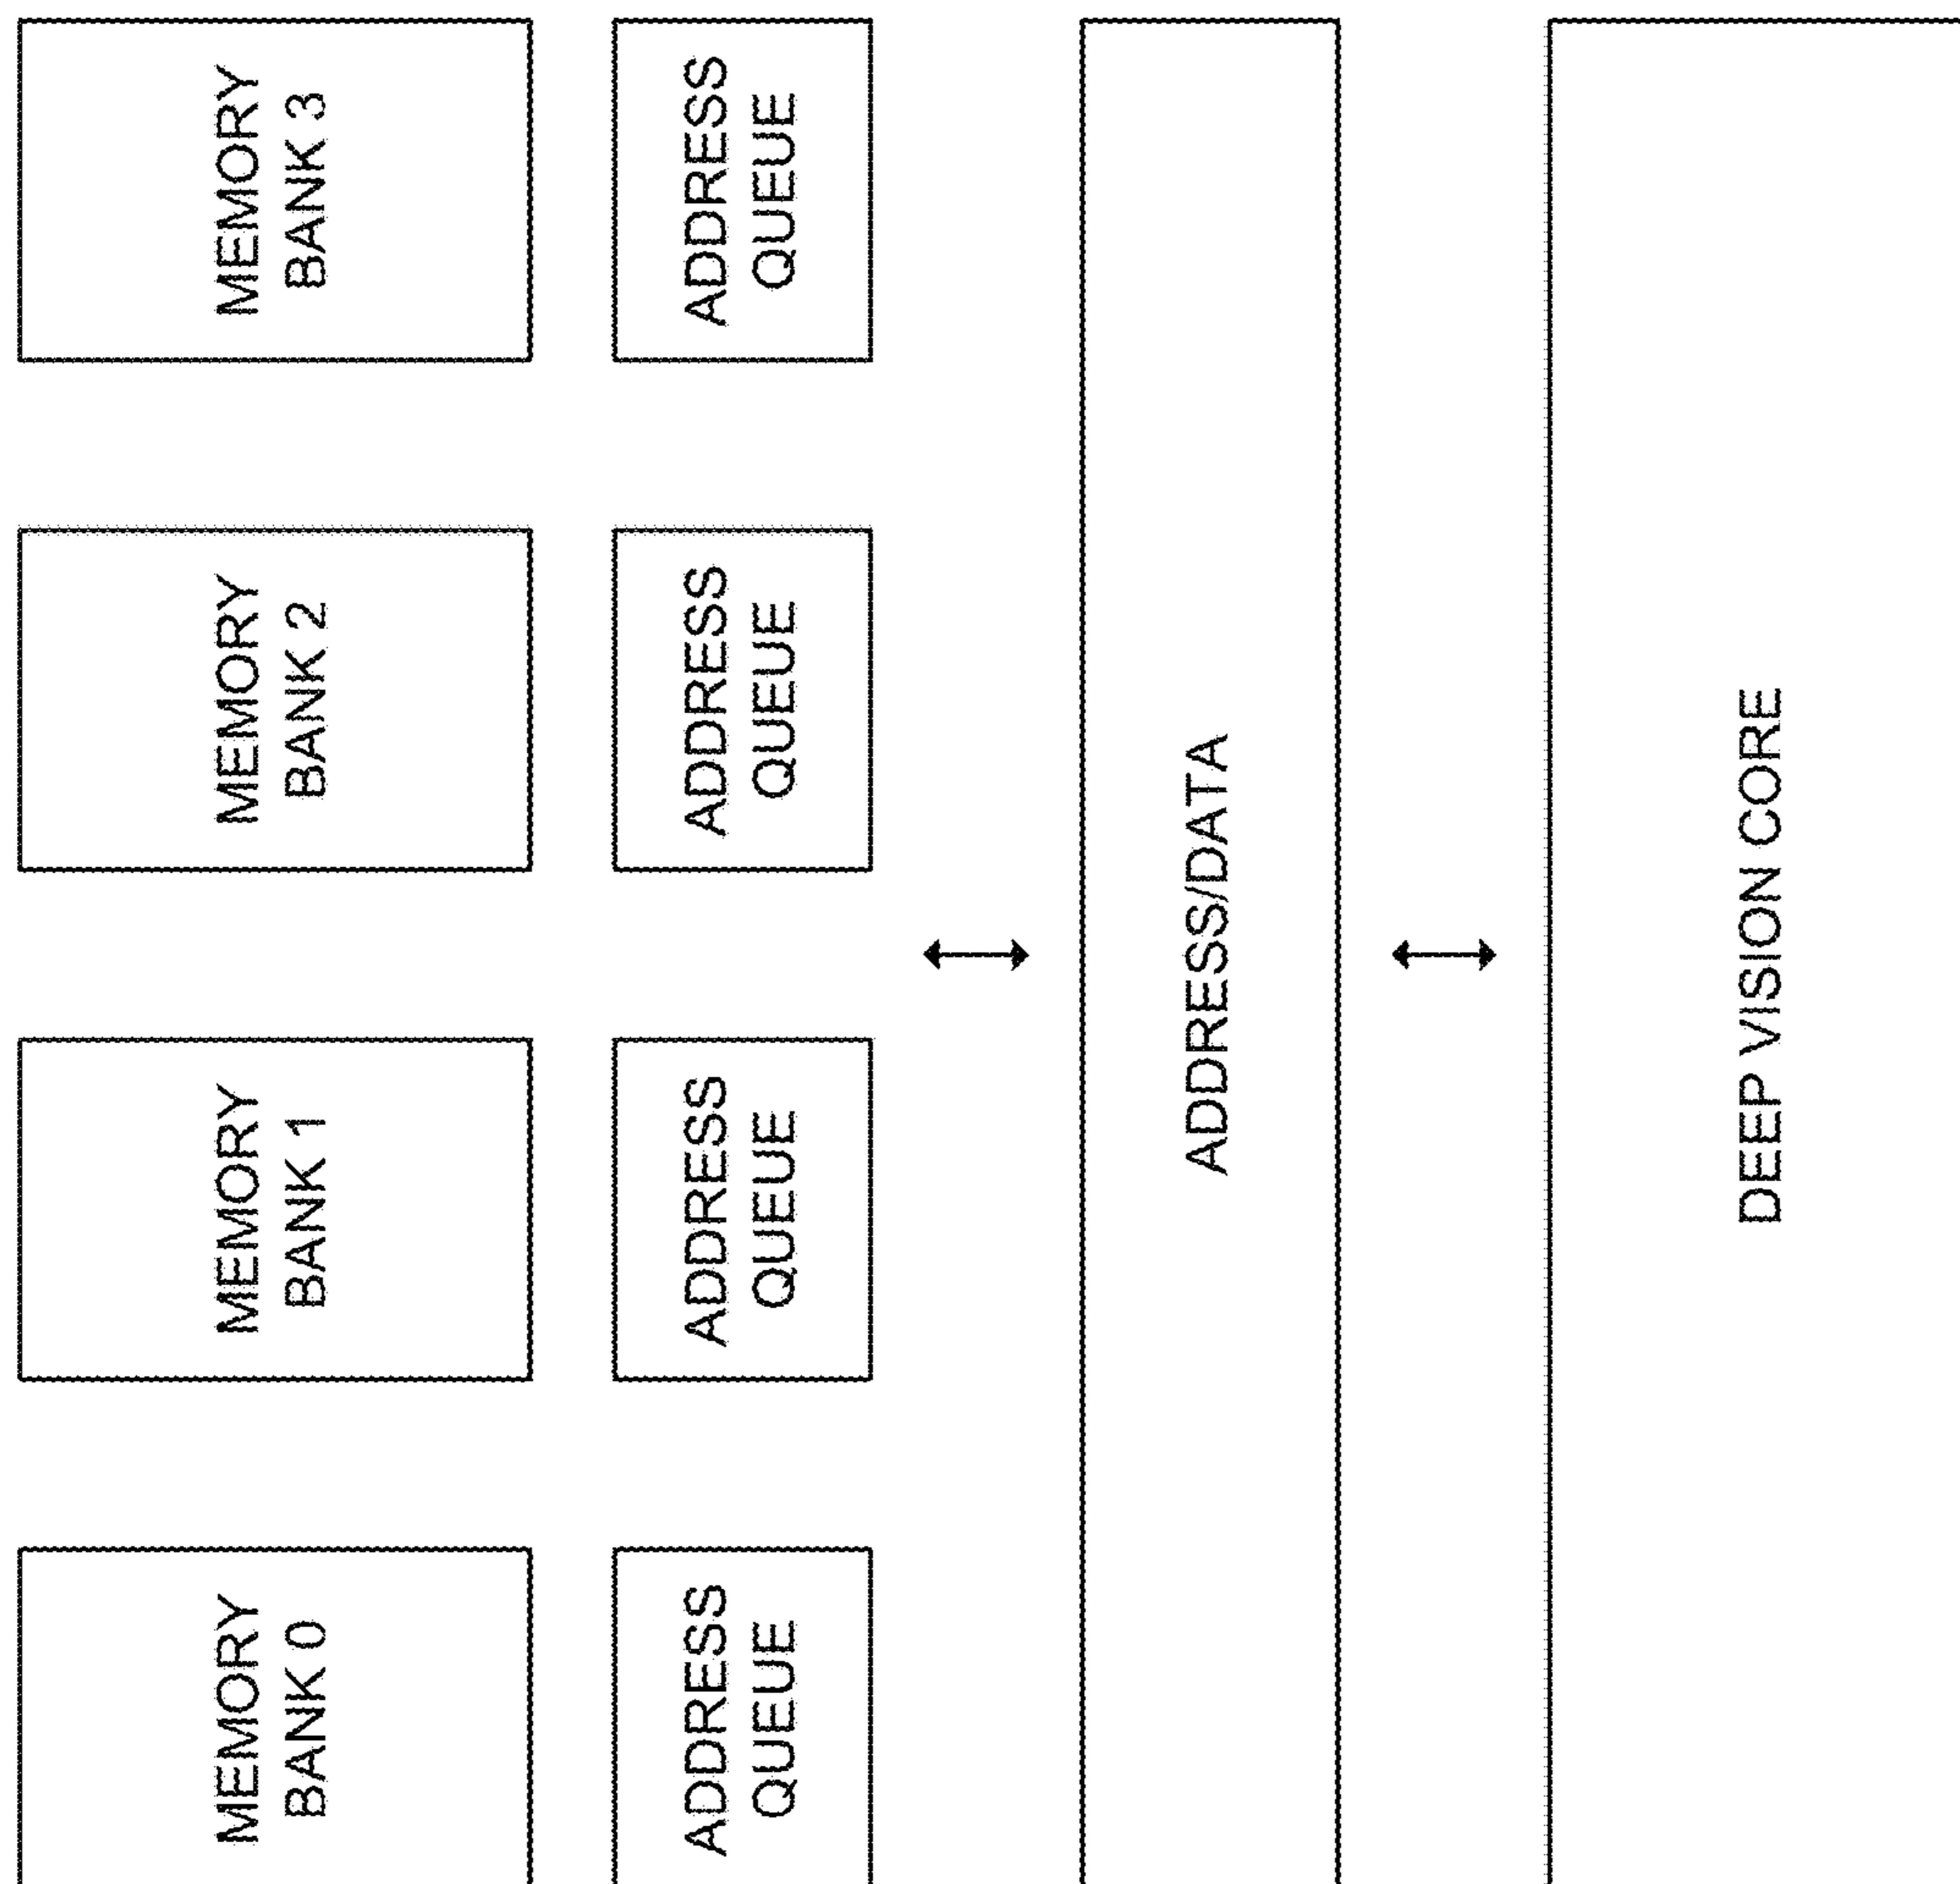 MEMORY
BANK 0
MEMORY
BANK 1
MEMORY
BANK 2
MEMORY
BANK 3
ADDRESS
QUEUE
ADDRESS
QUEUE
ADDRESS
QUEUE
ADDRESS
QUEUE
ADDRESS/DATA
DEEP VISION CORE